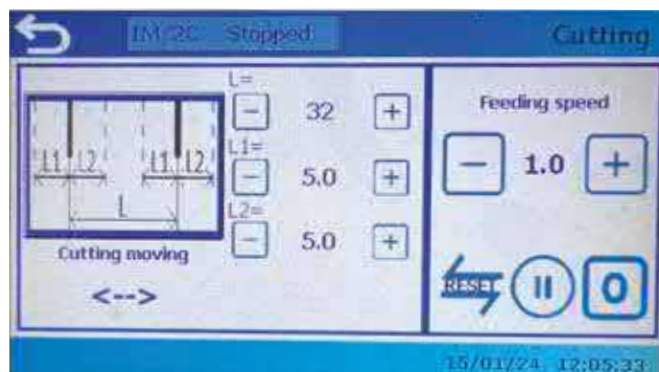 1M/2C Stopped
Cutting
L=
- 32 +
L1=
- 5.0 +
L2=
- 5.0 +
L1 L2 L1 L2
L
Cutting moving
<-->
Feeding speed
- 1.0 +
RESET
0
15/01/24 12:05:33